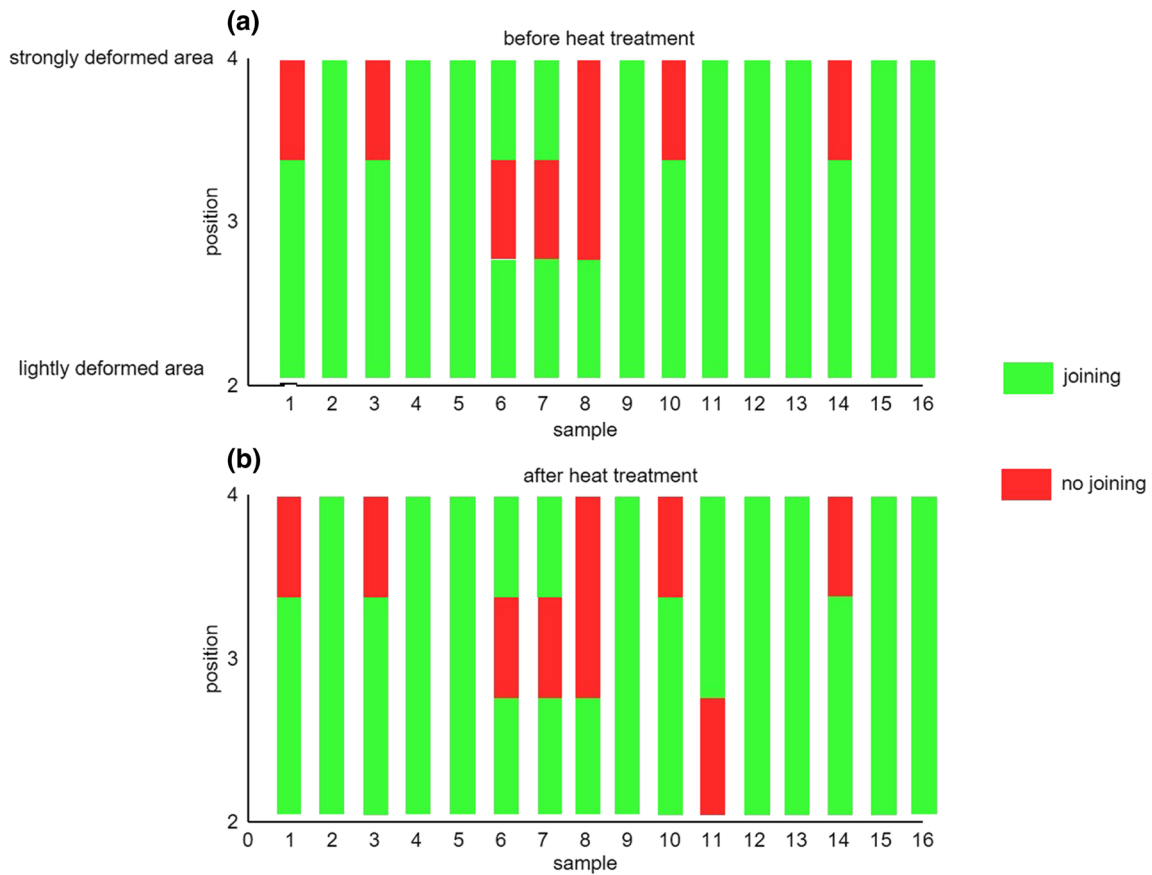 (a)
before heat treatment
strongly deformed area 4
position
3
lightly deformed area
2
1 2 3 4 5 6 7 8 9 10 11 12 13 14 15 16
sample
joining
no joining
(b)
after heat treatment
4
position
3
2
0 1 2 3 4 5 6 7 8 9 10 11 12 13 14 15 16
sample